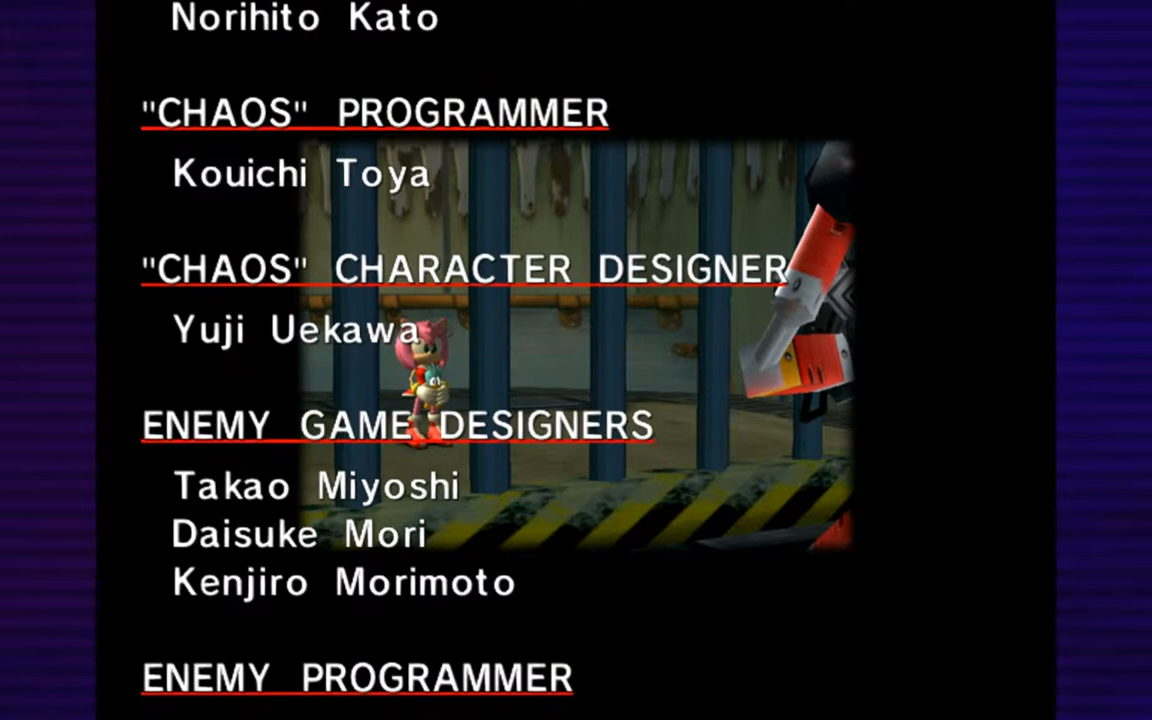 Norihito Kato
"CHAOS" PROGRAMMER
Kouichi Toya
"CHAOS" CHARACTER DESIGNER
Yuji Uekawa
ENEMY GAME DESIGNERS
Takao Miyoshi
Daisuke Mori
Kenjiro Morimoto
ENEMY PROGRAMMER